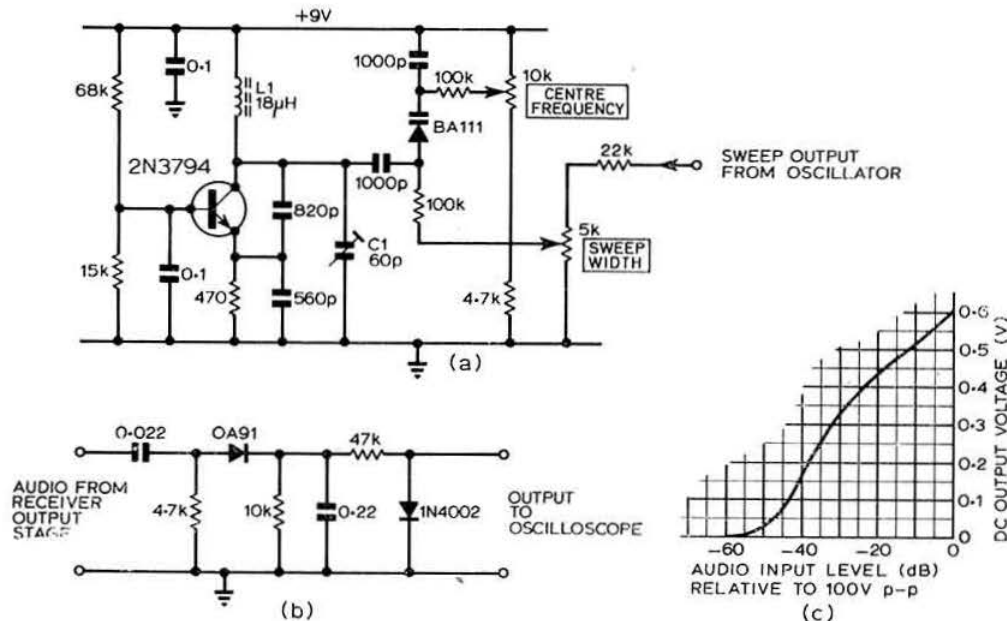 +9V
0·1
68k
L1
18µH
2N3794
15k
0·1
470
820p
560p
C1
60p
1000p
1000p
100k
BA111
100k
10k
CENTRE
FREQUENCY
22k
SWEEP OUTPUT
FROM OSCILLATOR
5k
SWEEP
WIDTH
4.7k
(a)
0·022
OA91
47k
AUDIO FROM
RECEIVER
OUTPUT
STAGE
4.7k
10k
0·22
1N4002
OUTPUT
TO
OSCILLOSCOPE
(b)
0·6
0·5
0·4
0·3
0·2
0·1
0
DC OUTPUT VOLTAGE (V)
−60 −40 −20 0
AUDIO INPUT LEVEL (dB)
RELATIVE TO 100V p-p
(c)